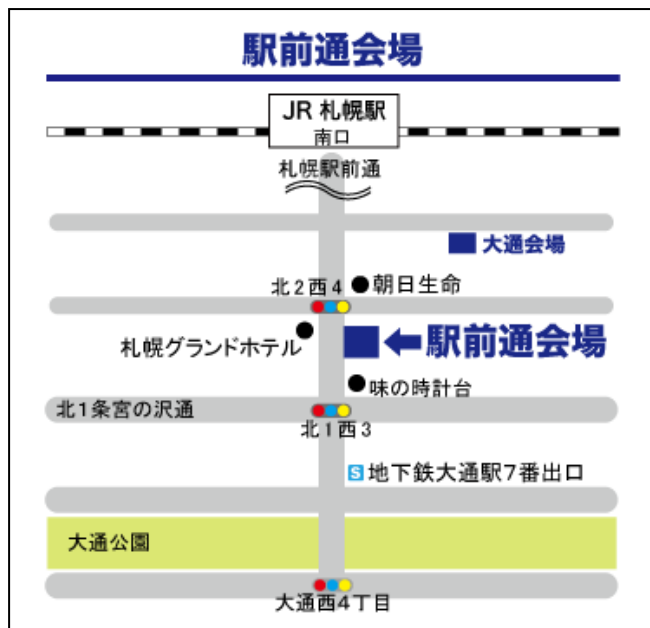 駅前通会場
JR 札幌駅
南口
札幌駅前通
大通会場
北2西4
朝日生命
札幌グランドホテル
←駅前通会場
味の時計台
北1条宮の沢通
北1西3
S 地下鉄大通駅7番出口
大通公園
大通西4丁目